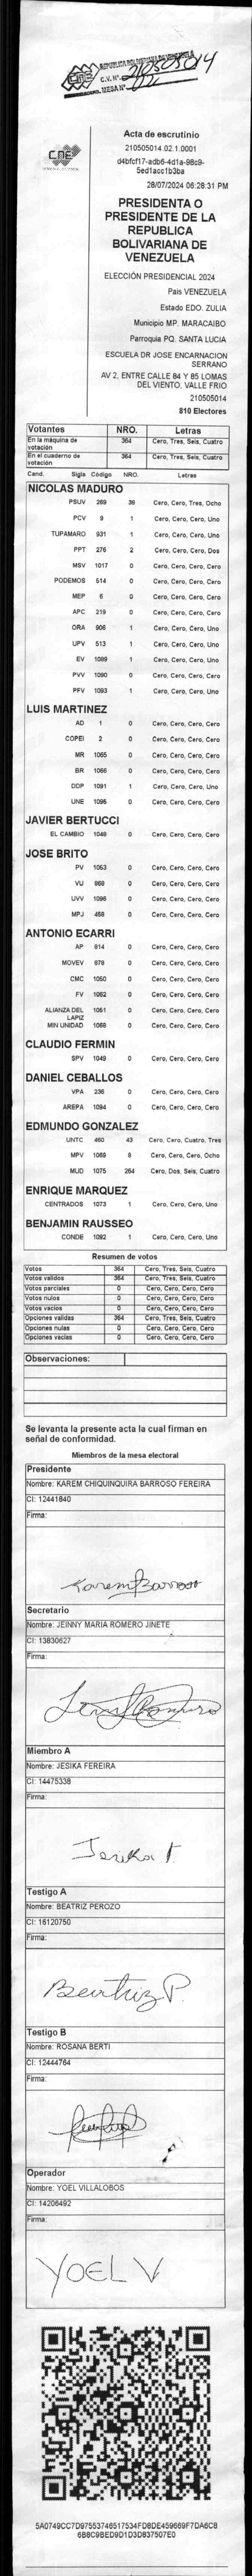 REPUBLICA BOLIVARIANA DE VENEZUELA
C.V. Nº 210505014
MESA Nº
CNE
Acta de escrutinio
210505014.02.1.0001
d4bfcf17-adb6-4d1a-98c9-
5ed1acc1b3ba
28/07/2024 06:28:31 PM
PRESIDENTA O
PRESIDENTE DE LA
REPUBLICA
BOLIVARIANA DE
VENEZUELA
ELECCIÓN PRESIDENCIAL 2024
Pais VENEZUELA
Estado EDO. ZULIA
Municipio MP. MARACAIBO
Parroquia PQ. SANTA LUCIA
ESCUELA DR JOSE ENCARNACION
SERRANO
AV 2, ENTRE CALLE 84 Y 85 LOMAS
DEL VIENTO, VALLE FRIO
210505014
810 Electores
Votantes NRO. Letras
En la máquina de votación 364 Cero, Tres, Seis, Cuatro
En el cuaderno de votación 364 Cero, Tres, Seis, Cuatro
Cand. Sigla Código NRO. Letras
NICOLAS MADURO
PSUV 269 38 Cero, Cero, Tres, Ocho
PCV 9 1 Cero, Cero, Cero, Uno
TUPAMARO 931 1 Cero, Cero, Cero, Uno
PPT 276 2 Cero, Cero, Cero, Dos
MSV 1017 0 Cero, Cero, Cero, Cero
PODEMOS 514 0 Cero, Cero, Cero, Cero
MEP 6 0 Cero, Cero, Cero, Cero
APC 219 0 Cero, Cero, Cero, Cero
ORA 906 1 Cero, Cero, Cero, Uno
UPV 513 1 Cero, Cero, Cero, Uno
EV 1089 1 Cero, Cero, Cero, Uno
PVV 1090 0 Cero, Cero, Cero, Cero
PFV 1093 1 Cero, Cero, Cero, Uno
LUIS MARTINEZ
AD 1 0 Cero, Cero, Cero, Cero
COPEI 2 0 Cero, Cero, Cero, Cero
MR 1065 0 Cero, Cero, Cero, Cero
BR 1066 0 Cero, Cero, Cero, Cero
DDP 1091 1 Cero, Cero, Cero, Uno
UNE 1095 0 Cero, Cero, Cero, Cero
JAVIER BERTUCCI
EL CAMBIO 1048 0 Cero, Cero, Cero, Cero
JOSE BRITO
PV 1053 0 Cero, Cero, Cero, Cero
VU 868 0 Cero, Cero, Cero, Cero
UVV 1096 0 Cero, Cero, Cero, Cero
MPJ 458 0 Cero, Cero, Cero, Cero
ANTONIO ECARRI
AP 814 0 Cero, Cero, Cero, Cero
MOVEV 878 0 Cero, Cero, Cero, Cero
CMC 1050 0 Cero, Cero, Cero, Cero
FV 1062 0 Cero, Cero, Cero, Cero
ALIANZA DEL LAPIZ 1051 0 Cero, Cero, Cero, Cero
MIN UNIDAD 1068 0 Cero, Cero, Cero, Cero
CLAUDIO FERMIN
SPV 1049 0 Cero, Cero, Cero, Cero
DANIEL CEBALLOS
VPA 236 0 Cero, Cero, Cero, Cero
AREPA 1094 0 Cero, Cero, Cero, Cero
EDMUNDO GONZALEZ
UNTC 460 43 Cero, Cero, Cuatro, Tres
MPV 1069 8 Cero, Cero, Cero, Ocho
MUD 1075 264 Cero, Dos, Seis, Cuatro
ENRIQUE MARQUEZ
CENTRADOS 1073 1 Cero, Cero, Cero, Uno
BENJAMIN RAUSSEO
CONDE 1092 1 Cero, Cero, Cero, Uno
Resumen de votos
Votos 364 Cero, Tres, Seis, Cuatro
Votos validos 364 Cero, Tres, Seis, Cuatro
Votos parciales 0 Cero, Cero, Cero, Cero
Votos nulos 0 Cero, Cero, Cero, Cero
Votos vacios 0 Cero, Cero, Cero, Cero
Opciones validas 364 Cero, Tres, Seis, Cuatro
Opciones nulas 0 Cero, Cero, Cero, Cero
Opciones vacias 0 Cero, Cero, Cero, Cero
Observaciones:
Se levanta la presente acta la cual firman en
señal de conformidad.
Miembros de la mesa electoral
Presidente
Nombre: KAREM CHIQUINQUIRA BARROSO FEREIRA
CI: 12441840
Firma:
Karem Barroso
Secretario
Nombre: JEINNY MARIA ROMERO JINETE
CI: 13830627
Firma:
Miembro A
Nombre: JESIKA FEREIRA
CI: 14475338
Firma:
Jesika F.
Testigo A
Nombre: BEATRIZ PEROZO
CI: 16120750
Firma:
Beatriz P.
Testigo B
Nombre: ROSANA BERTI
CI: 12444764
Firma:
Operador
Nombre: YOEL VILLALOBOS
CI: 14206492
Firma:
YOEL V
5A0749CC7D97553746517534FD8DE459669F7DA6C8
6B8C9BED9D1D3D837507E0